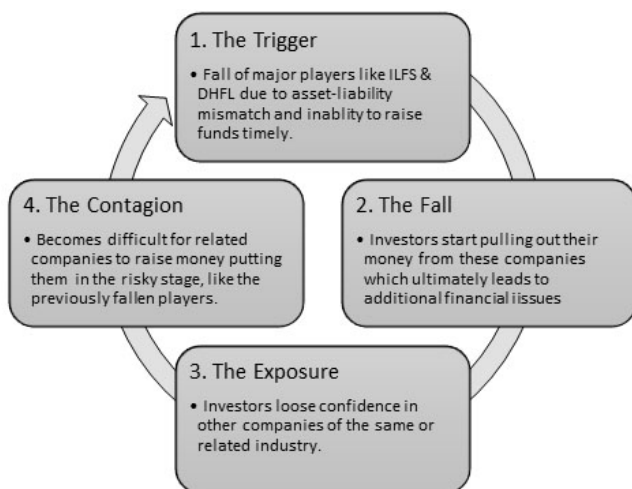 1. The Trigger
• Fall of major players like ILFS &
DHFL due to asset-liability
mismatch and inablity to raise
funds timely.
2. The Fall
• Investors start pulling out their
money from these companies
which ultimately leads to
additional financial iissues
3. The Exposure
• Investors loose confidence in
other companies of the same or
related industry.
4. The Contagion
• Becomes difficult for related
companies to raise money putting
them in the risky stage, like the
previously fallen players.